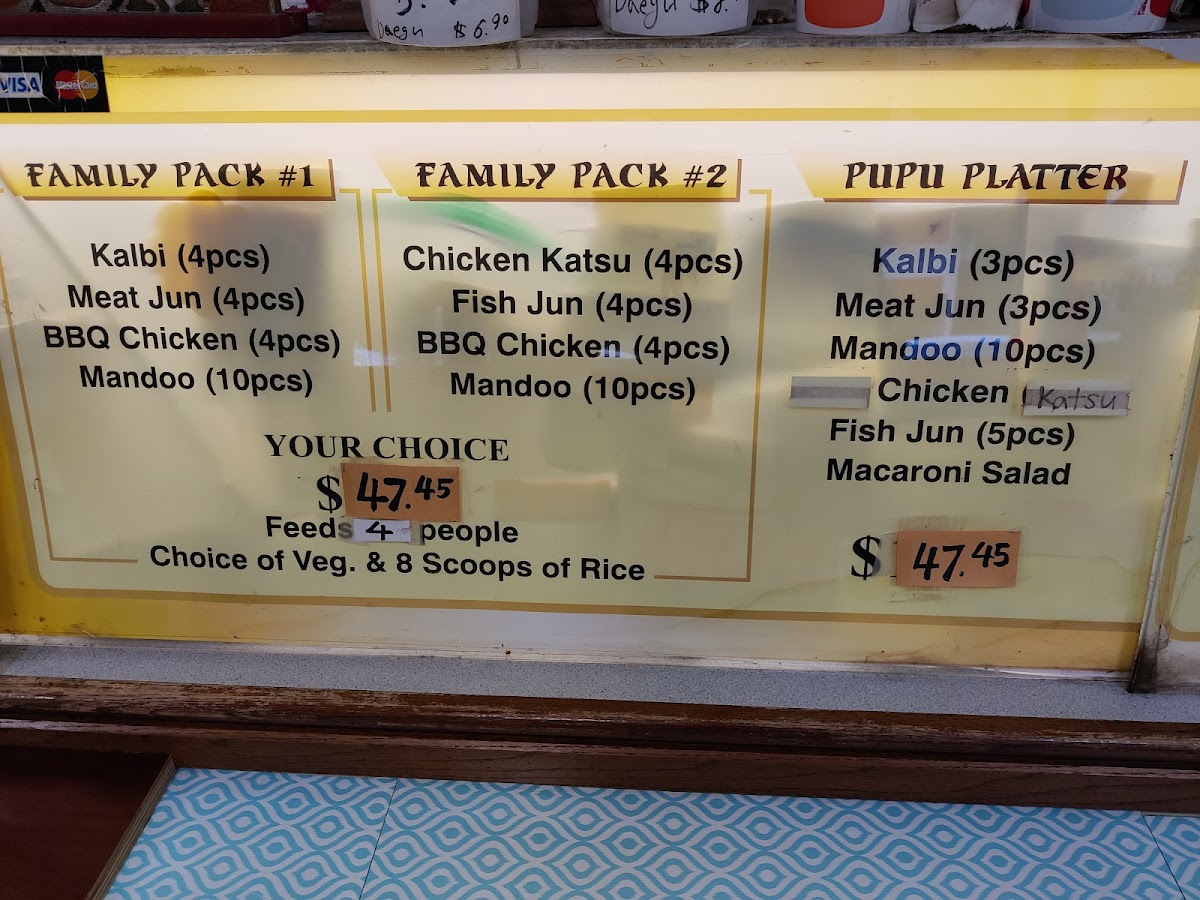 Daegu $6.90
Daegu
VISA
MasterCard
FAMILY PACK #1
Kalbi (4pcs)
Meat Jun (4pcs)
BBQ Chicken (4pcs)
Mandoo (10pcs)
FAMILY PACK #2
Chicken Katsu (4pcs)
Fish Jun (4pcs)
BBQ Chicken (4pcs)
Mandoo (10pcs)
YOUR CHOICE
$ 47.45
Feeds 4 people
Choice of Veg. & 8 Scoops of Rice
PUPU PLATTER
Kalbi (3pcs)
Meat Jun (3pcs)
Mandoo (10pcs)
Chicken Katsu
Fish Jun (5pcs)
Macaroni Salad
$ 47.45